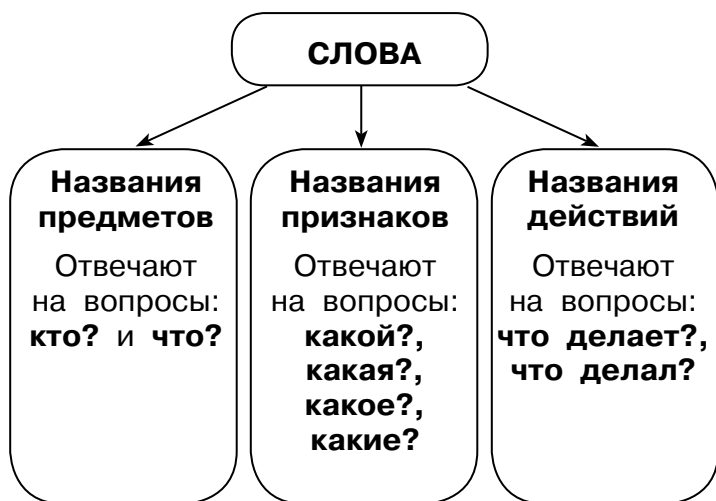 СЛОВА
Названия
предметов
Отвечают
на вопросы:
кто? и что?
Названия
признаков
Отвечают
на вопросы:
какой?,
какая?,
какое?,
какие?
Названия
действий
Отвечают
на вопросы:
что делает?,
что делал?